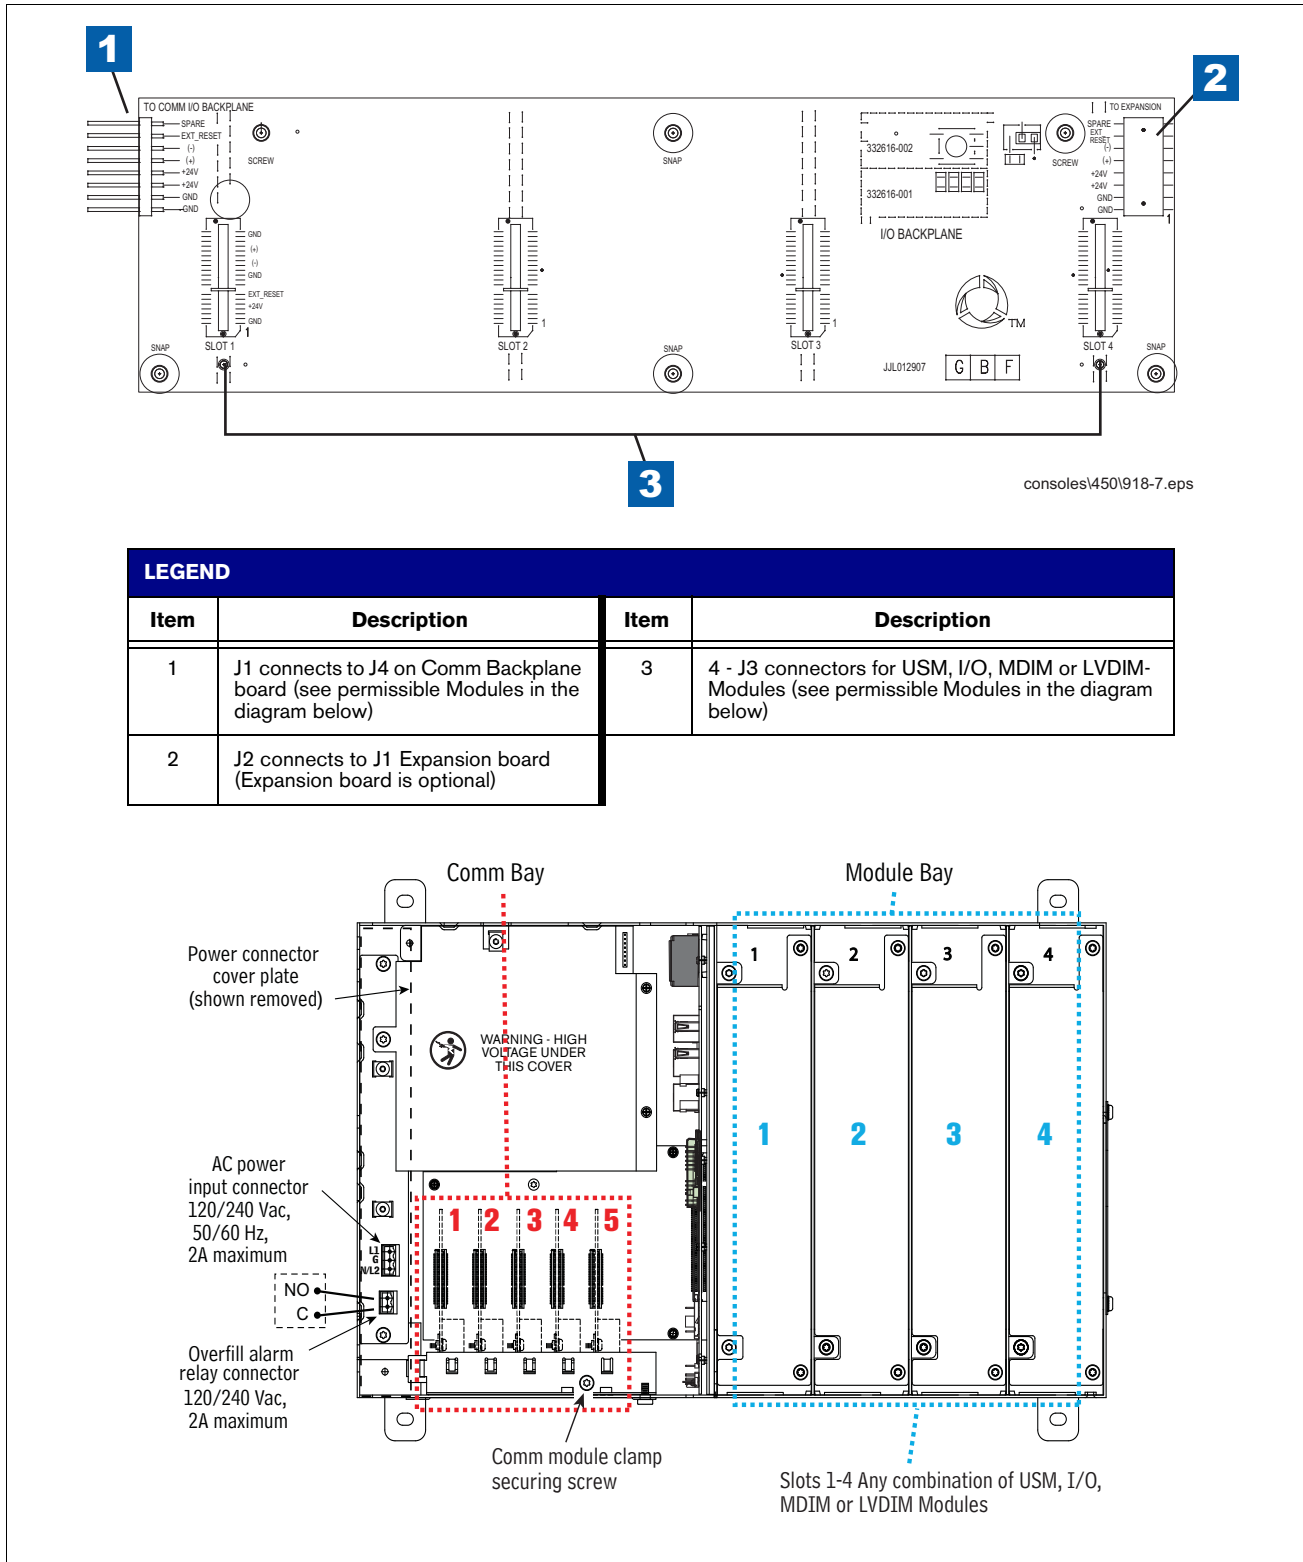 1
2
TO COMM I/O BACKPLANE
TO EXPANSION
SPARE
EXT_RESET
(-)
(+)
+24V
+24V
GND
GND
SCREW
SNAP
332616-002
332616-001
I/O BACKPLANE
SCREW
SPARE
EXT
RESET
(-)
(+)
+24V
+24V
GND
GND
1
GND
(+)
(-)
GND
EXT_RESET
+24V
GND
1
SLOT 1
1
SLOT 2
1
SLOT 3
SLOT 4
TM
SNAP
SNAP
SNAP
JJL012907
G B F
3
consoles\450\918-7.eps
LEGEND
Item Description Item Description
1 J1 connects to J4 on Comm Backplane
board (see permissible Modules in the
diagram below)
3 4 - J3 connectors for USM, I/O, MDIM or LVDIM-
Modules (see permissible Modules in the diagram
below)
2 J2 connects to J1 Expansion board
(Expansion board is optional)
Comm Bay
Module Bay
Power connector
cover plate
(shown removed)
WARNING - HIGH
VOLTAGE UNDER
THIS COVER
1 2 3 4
1 2 3 4
AC power
input connector
120/240 Vac,
50/60 Hz,
2A maximum
1 2 3 4 5
L1
G
N/L2
NO
C
Overfill alarm
relay connector
120/240 Vac,
2A maximum
Comm module clamp
securing screw
Slots 1-4 Any combination of USM, I/O,
MDIM or LVDIM Modules